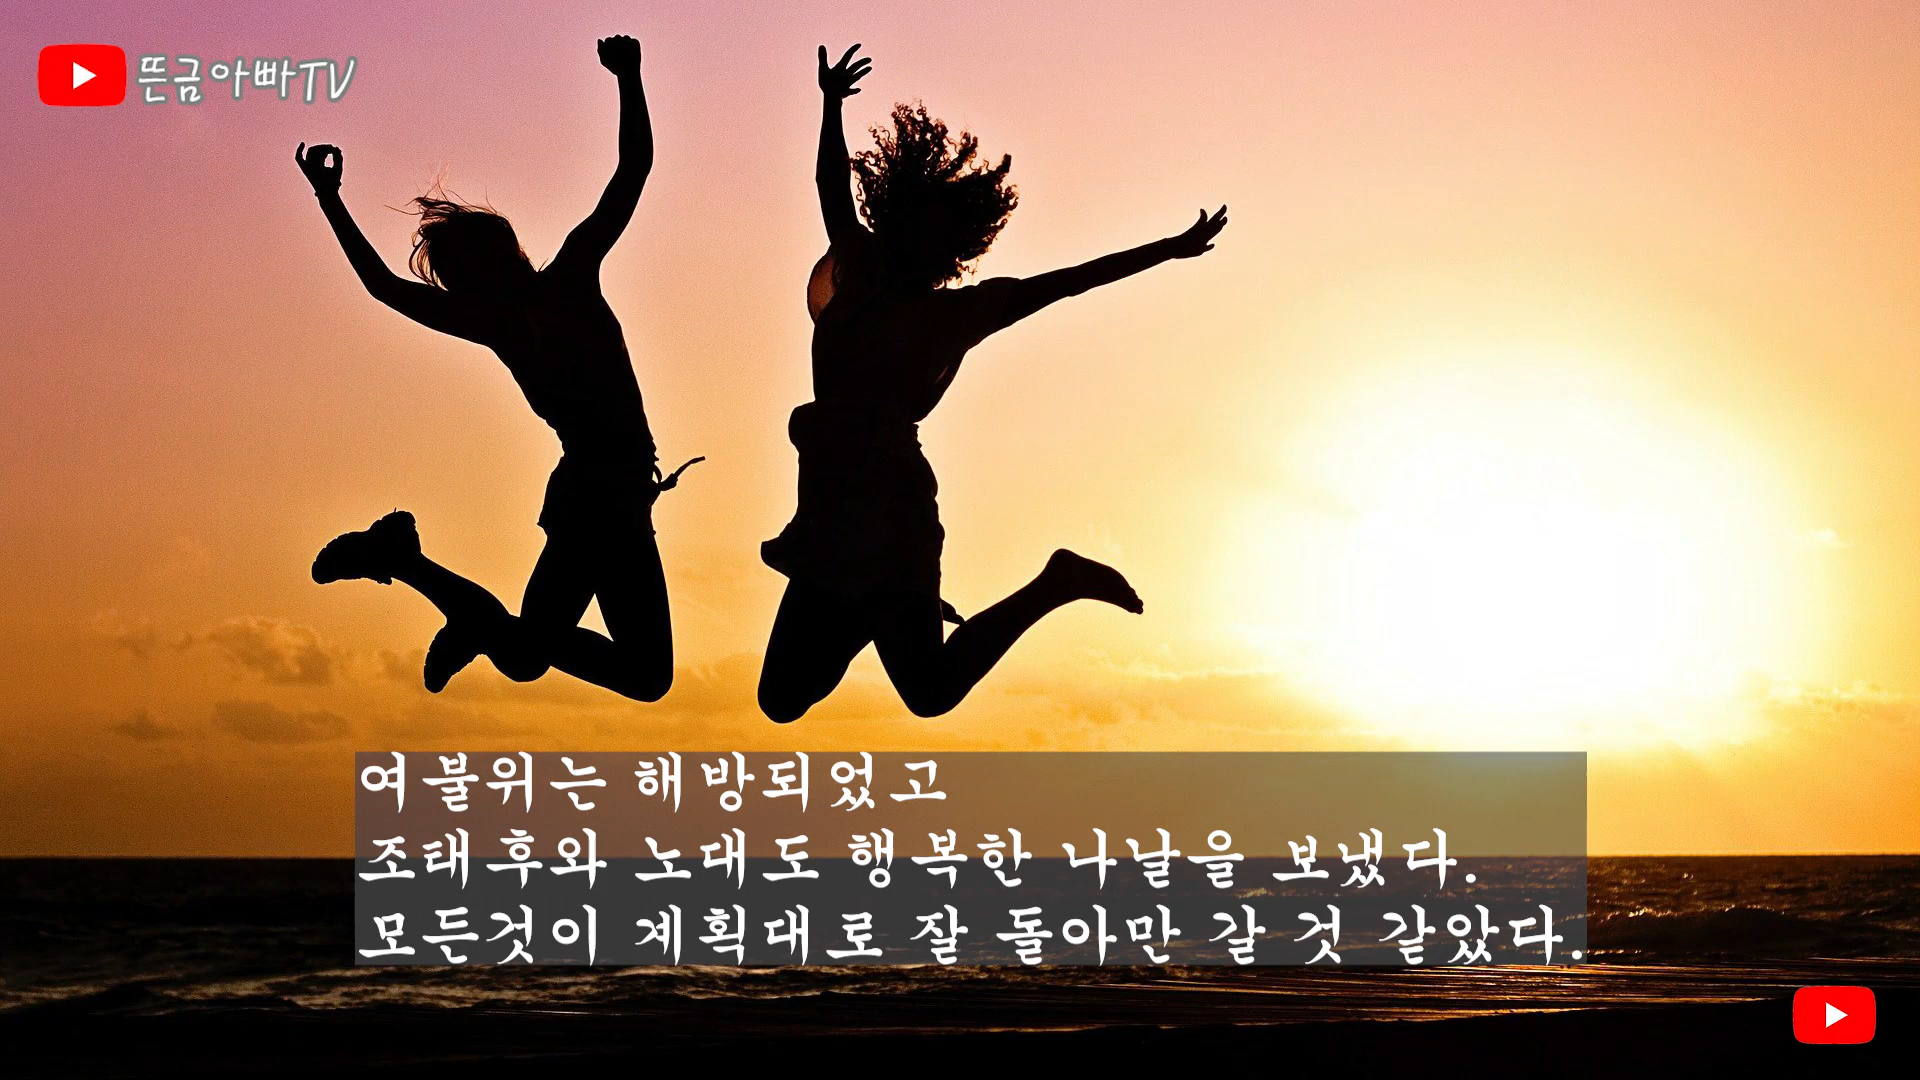 뜬금아빠TV
여불위는 해방되었고
조태후와 노대도 행복한 나날을 보냈다.
모든것이 계획대로 잘 돌아만 갈 것 같았다.